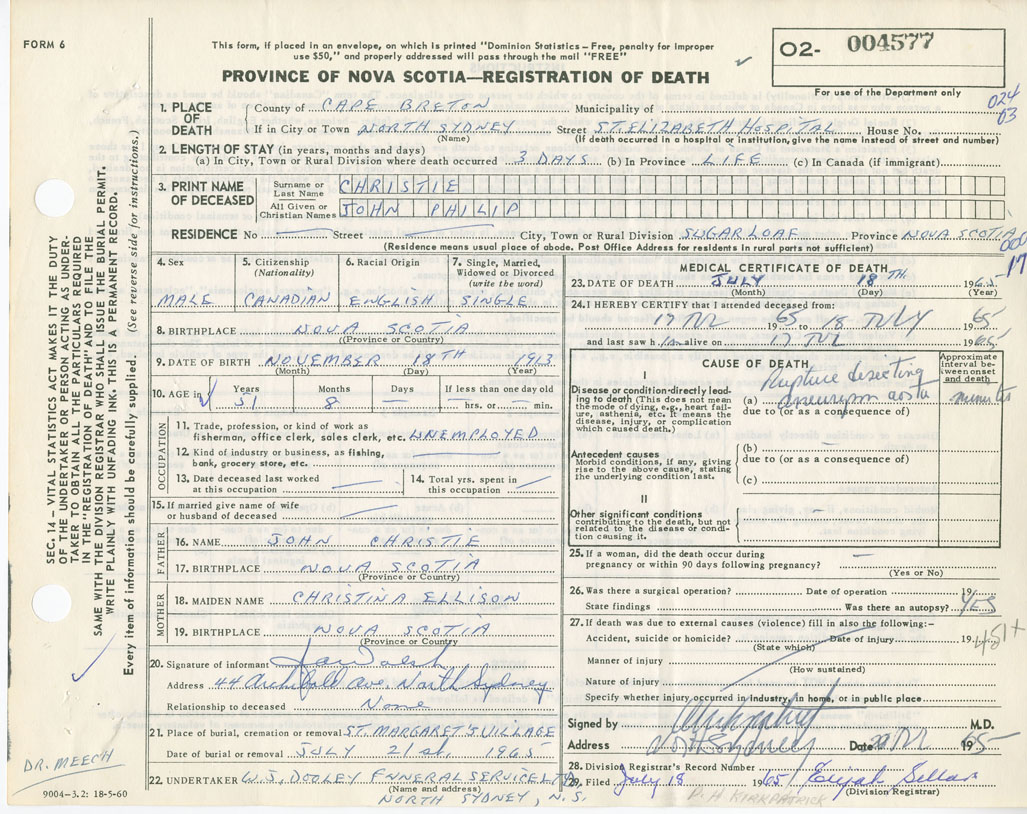 FORM 6
This form, if placed in an envelope, on which is printed "Dominion Statistics—Free, penalty for improper
use $50," and properly addressed will pass through the mail "FREE"
PROVINCE OF NOVA SCOTIA—REGISTRATION OF DEATH
02- 004577
For use of the Department only
024
03
1. PLACE OF DEATH
County of CAPE BRETON Municipality of
If in City or Town NORTH SYDNEY Street ST. ELIZABETH HOSPITAL House No.
(Name) (If death occurred in a hospital or institution, give the name instead of street and number)
2. LENGTH OF STAY (in years, months and days)
(a) In City, Town or Rural Division where death occurred 3 DAYS (b) In Province LIFE (c) In Canada (if immigrant)
3. PRINT NAME OF DECEASED
Surname or Last Name CHRISTIE
All Given or Christian Names JOHN PHILIP
RESIDENCE No — Street — City, Town or Rural Division SUGAR LOAF Province NOVA SCOTIA
(Residence means usual place of abode. Post Office Address for residents in rural parts not sufficient)
000
17
4. Sex
MALE
5. Citizenship
(Nationality)
CANADIAN
6. Racial Origin
ENGLISH
7. Single, Married,
Widowed or Divorced
(write the word)
SINGLE
8. BIRTHPLACE NOVA SCOTIA
(Province or Country)
9. DATE OF BIRTH NOVEMBER 18TH 1913
(Month) (Day) (Year)
10. AGE in
Years Months Days If less than one day old
51 8 — hrs. or min.
OCCUPATION
11. Trade, profession, or kind of work as
fisherman, office clerk, sales clerk, etc. UNEMPLOYED
12. Kind of industry or business, as fishing,
bank, grocery store, etc. —
13. Date deceased last worked
at this occupation —
14. Total yrs. spent in
this occupation —
15. If married give name of wife
or husband of deceased —
FATHER
16. NAME JOHN CHRISTIE
17. BIRTHPLACE NOVA SCOTIA
(Province or Country)
MOTHER
18. MAIDEN NAME CHRISTINA ELLISON
19. BIRTHPLACE NOVA SCOTIA
(Province or Country)
20. Signature of informant
Address 44 Archibald Ave. North Sydney
Relationship to deceased None
21. Place of burial, cremation or removal ST. MARGARET'S VILLAGE
Date of burial or removal JULY 21st. 1965
22. UNDERTAKER W.J. DOOLEY FUNERAL SERVICE LTD
(Name and address)
NORTH SYDNEY, N.S.
MEDICAL CERTIFICATE OF DEATH
23. DATE OF DEATH JULY 18TH 1965
(Month) (Day) (Year)
24. I HEREBY CERTIFY that I attended deceased from:
17 JUL 1965 to 18 JULY 1965
and last saw him alive on 17 JUL 1965
CAUSE OF DEATH
Approximate
interval between
onset
and death
I
Disease or condition directly leading
to death (This does not mean
the mode of dying, e.g., heart failure,
asthenia, etc. It means the
disease, injury, or complication
which caused death.)
(a) Rupture disecting
aneurysm aorta minutes
due to (or as a consequence of)
Antecedent causes
Morbid conditions, if any, giving
rise to the above cause, stating
the underlying condition last.
(b) —
due to (or as a consequence of)
(c)
II
Other significant conditions
contributing to the death, but not
related to the disease or condition
causing it.
—
25. If a woman, did the death occur during
pregnancy or within 90 days following pregnancy? —
(Yes or No)
26. Was there a surgical operation? Date of operation 19
State findings Was there an autopsy? YES
27. If death was due to external causes (violence) fill in also the following:—
Accident, suicide or homicide? Date of injury 19
(State which)
451+
Manner of injury
(How sustained)
Nature of injury
Specify whether injury occurred in industry, in home, or in public place
Signed by M.D.
Address North Sydney Date 20 JUL 1965
28. Division Registrar's Record Number
29. Filed July 18 1965 Elijah Sellars
(Division Registrar)
P. H KIRKPATRICK
SEC. 14 – VITAL STATISTICS ACT MAKES IT THE DUTY
OF THE UNDERTAKER OR PERSON ACTING AS UNDERTAKER
TO OBTAIN ALL THE PARTICULARS REQUIRED
IN THE "REGISTRATION OF DEATH" AND TO FILE THE
SAME WITH THE DIVISION REGISTRAR WHO SHALL ISSUE THE BURIAL PERMIT.
WRITE PLAINLY WITH UNFADING INK. THIS IS A PERMANENT RECORD.
Every item of information should be carefully supplied. (See reverse side for instructions.)
DR. MEECH
9004–3.2: 18-5-60